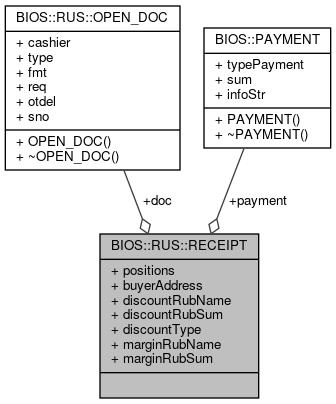 BIOS::RUS::OPEN_DOC
+ cashier
+ type
+ fmt
+ req
+ otdel
+ sno
+ OPEN_DOC()
+ ~OPEN_DOC()
BIOS::PAYMENT
+ typePayment
+ sum
+ infoStr
+ PAYMENT()
+ ~PAYMENT()
+doc
+payment
BIOS::RUS::RECEIPT
+ positions
+ buyerAddress
+ discountRubName
+ discountRubSum
+ discountType
+ marginRubName
+ marginRubSum